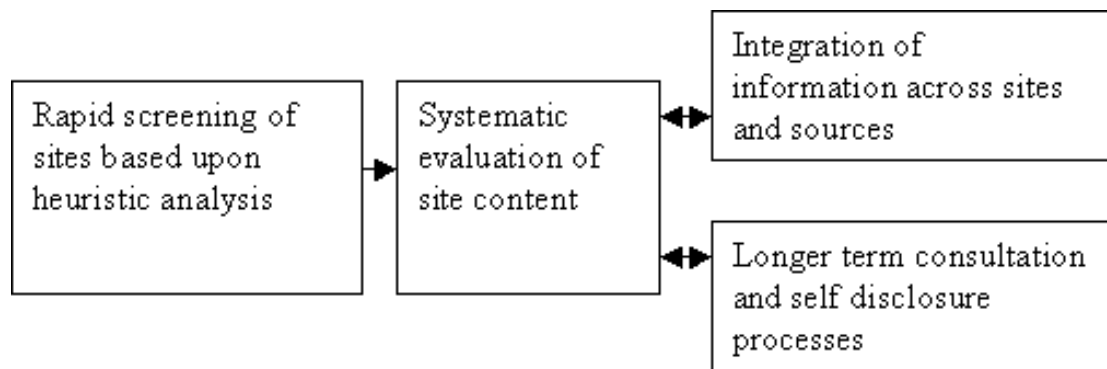 Rapid screening of
sites based upon
heuristic analysis
Systematic
evaluation of
site content
Integration of
information across sites
and sources
Longer term consultation
and self disclosure
processes